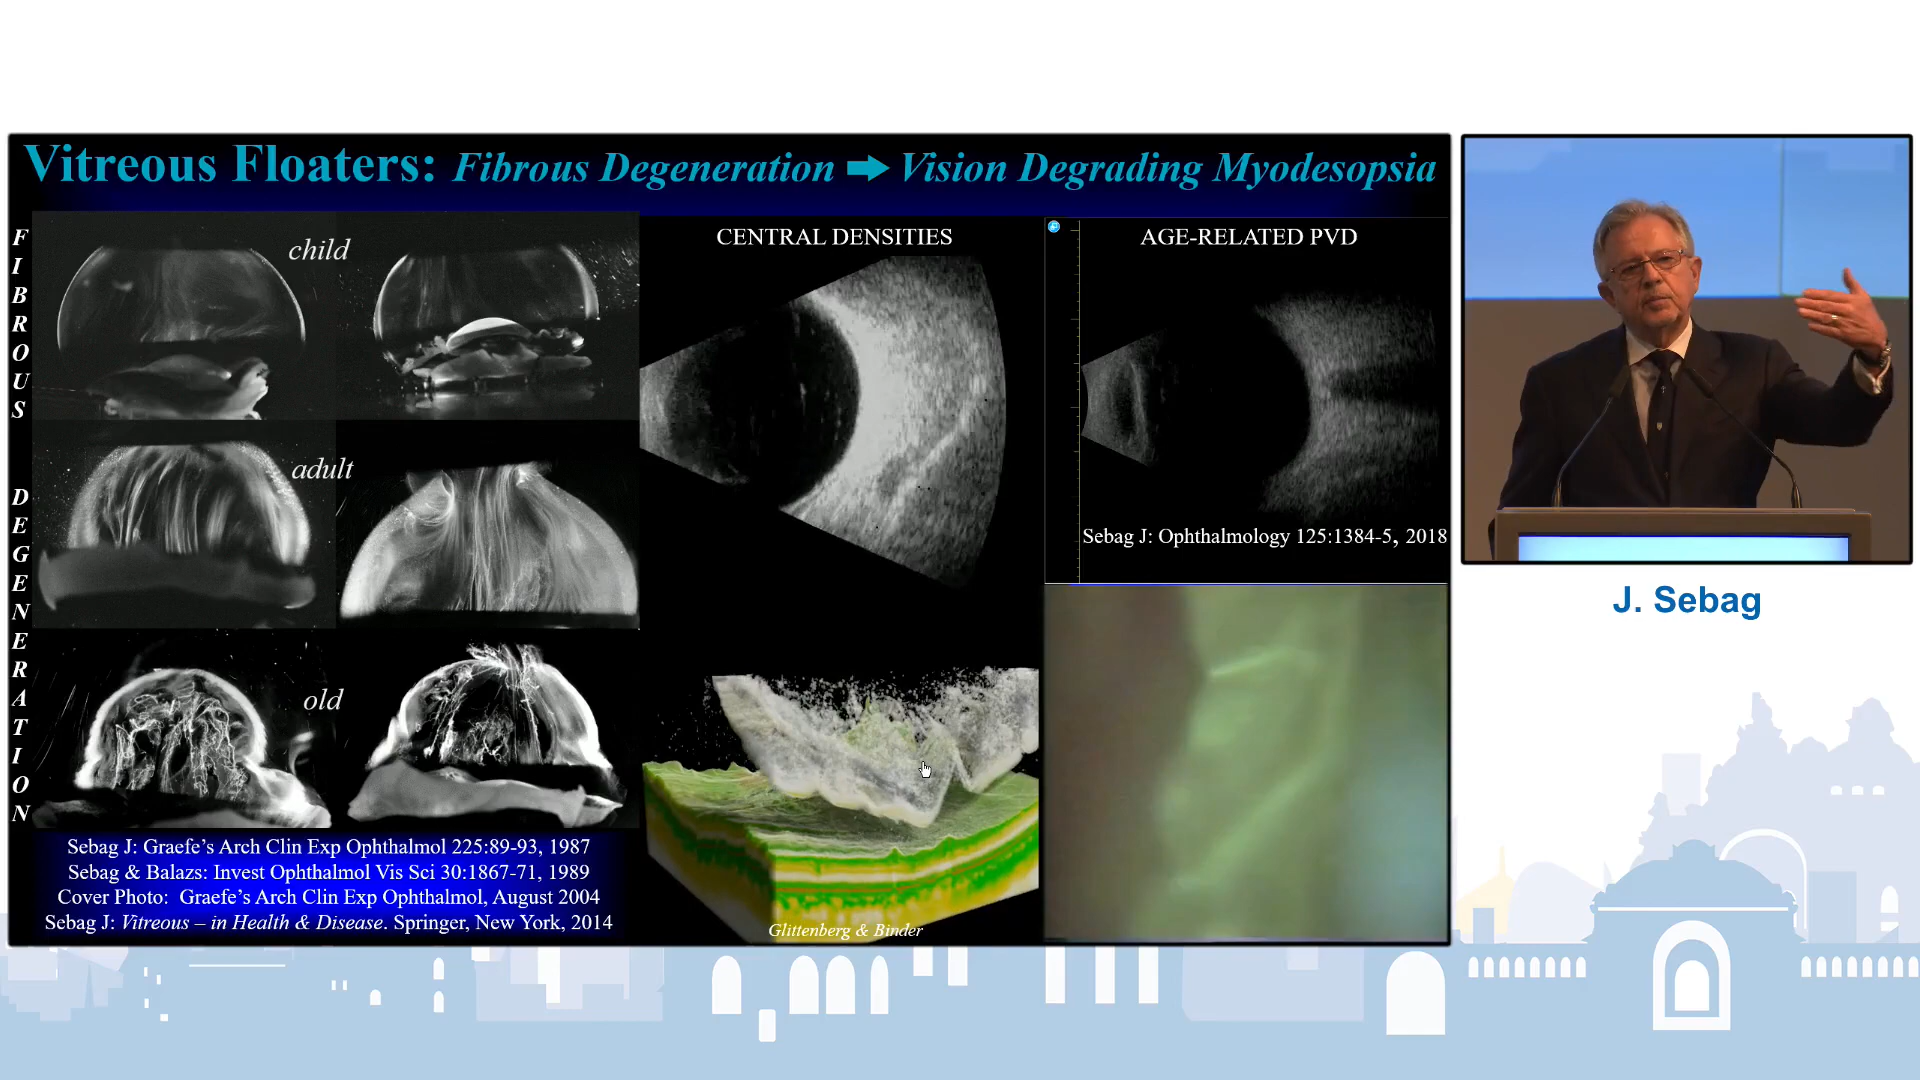 Vitreous Floaters: Fibrous Degeneration ➡ Vision Degrading Myodesopsia
FIBROUS DEGENERATION
child
adult
old
Sebag J: Graefe's Arch Clin Exp Ophthalmol 225:89-93, 1987
Sebag & Balazs: Invest Ophthalmol Vis Sci 30:1867-71, 1989
Cover Photo: Graefe's Arch Clin Exp Ophthalmol, August 2004
Sebag J: Vitreous – in Health & Disease. Springer, New York, 2014
CENTRAL DENSITIES
Glittenberg & Binder
AGE-RELATED PVD
Sebag J: Ophthalmology 125:1384-5, 2018
J. Sebag